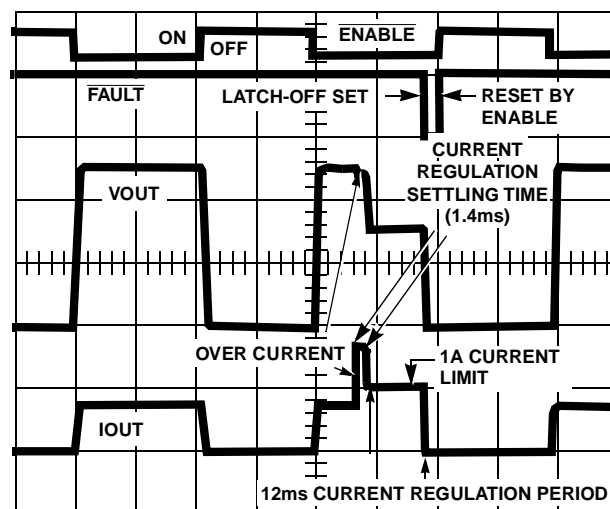 ON
OFF
ENABLE
FAULT
LATCH-OFF SET
RESET BY
ENABLE
CURRENT
REGULATION
SETTLING TIME
(1.4ms)
VOUT
OVER CURRENT
1A CURRENT
LIMIT
IOUT
12ms CURRENT REGULATION PERIOD